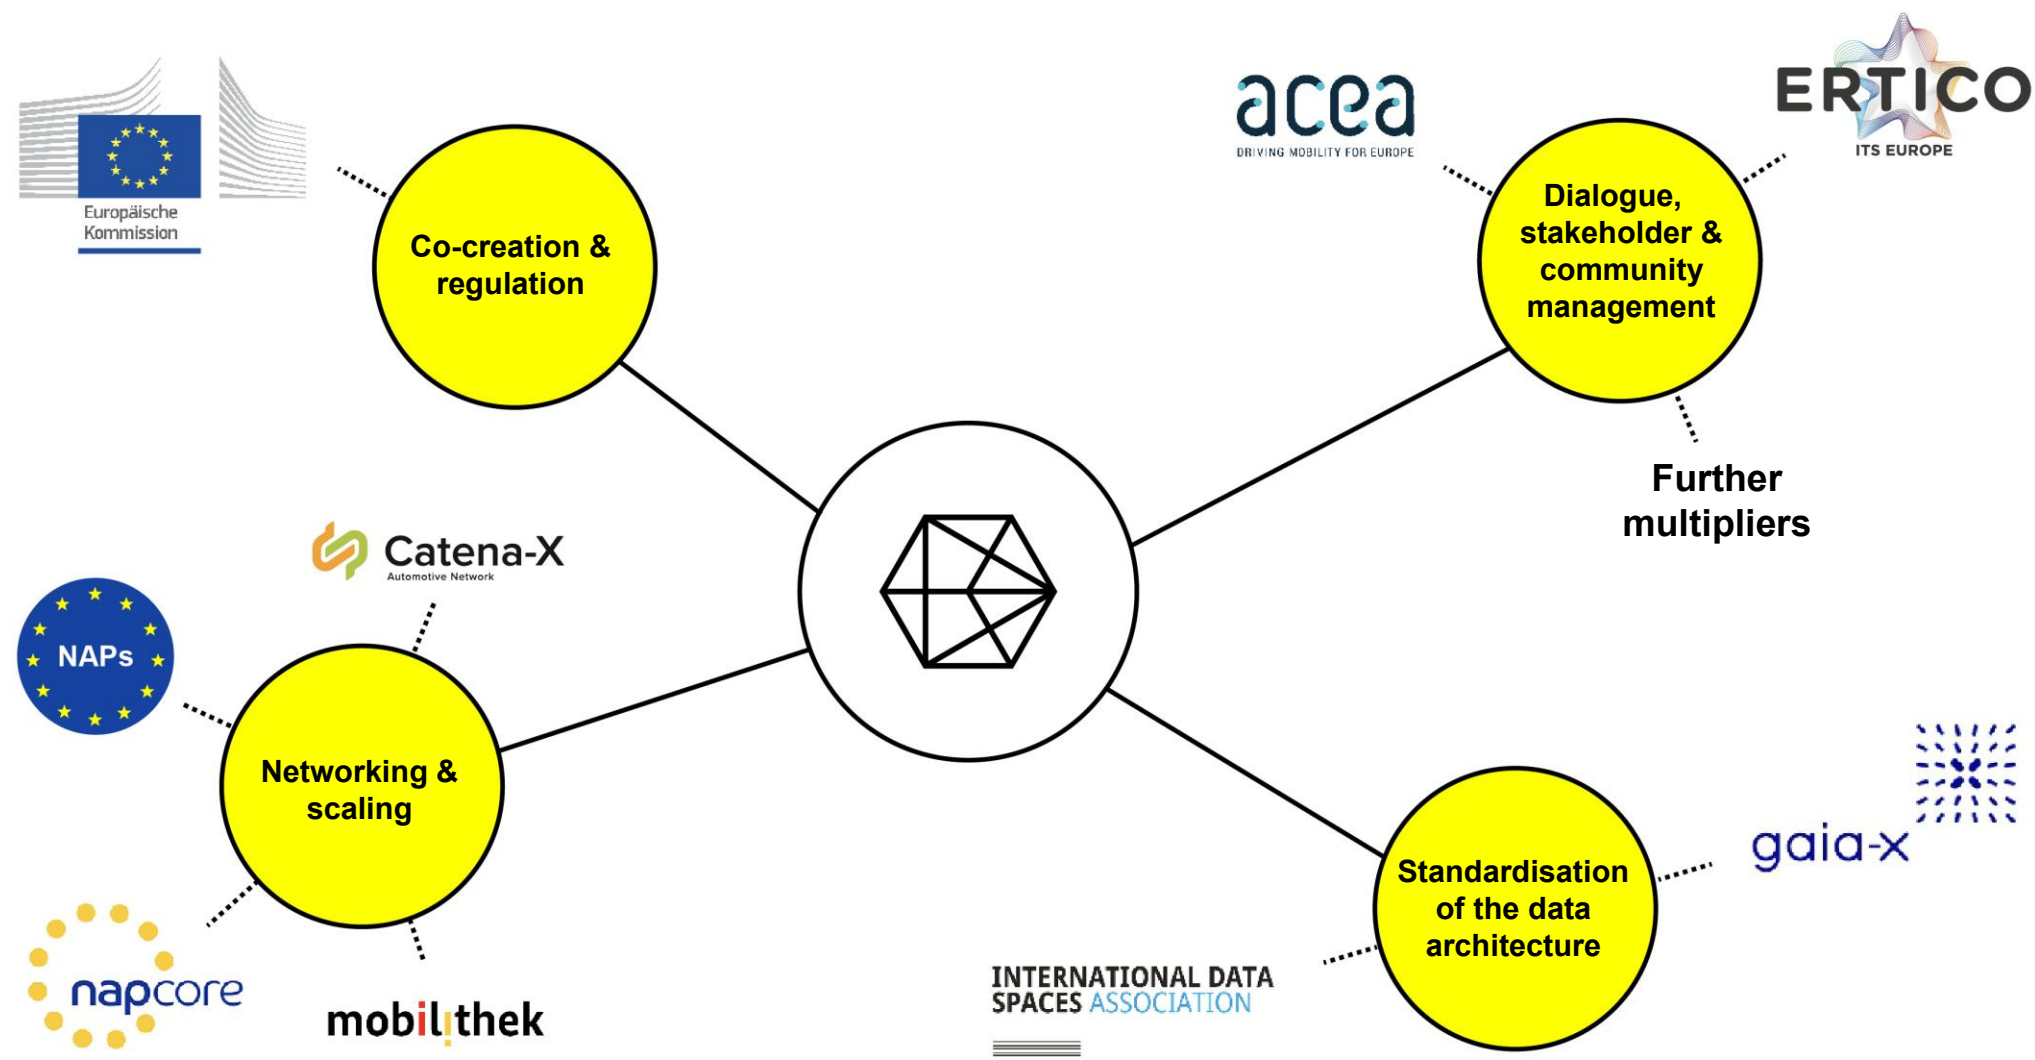 Europäische
Kommission
Co-creation &
regulation
acea
DRIVING MOBILITY FOR EUROPE
ERTICO
ITS EUROPE
Dialogue,
stakeholder &
community
management
Further
multipliers
Catena-X
Automotive Network
NAPs
Networking &
scaling
napcore
mobilithek
gaia-x
Standardisation
of the data
architecture
INTERNATIONAL DATA
SPACES ASSOCIATION